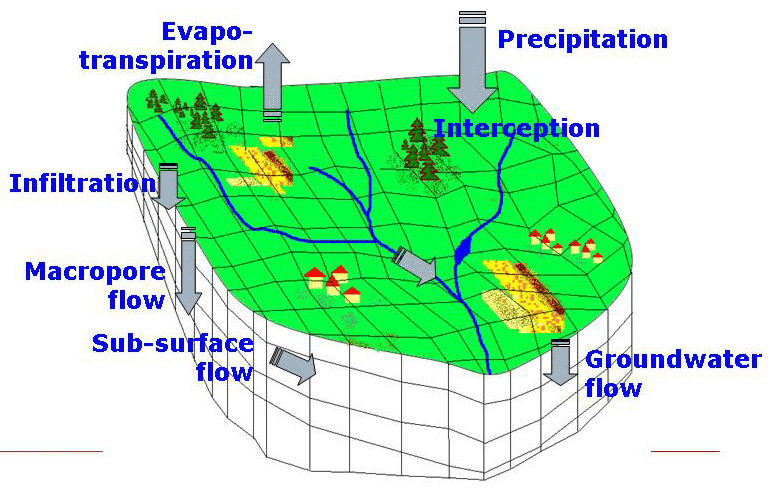 Evapo-
transpiration
Precipitation
Interception
Infiltration
Macropore
flow
Sub-surface
flow
Groundwater
flow